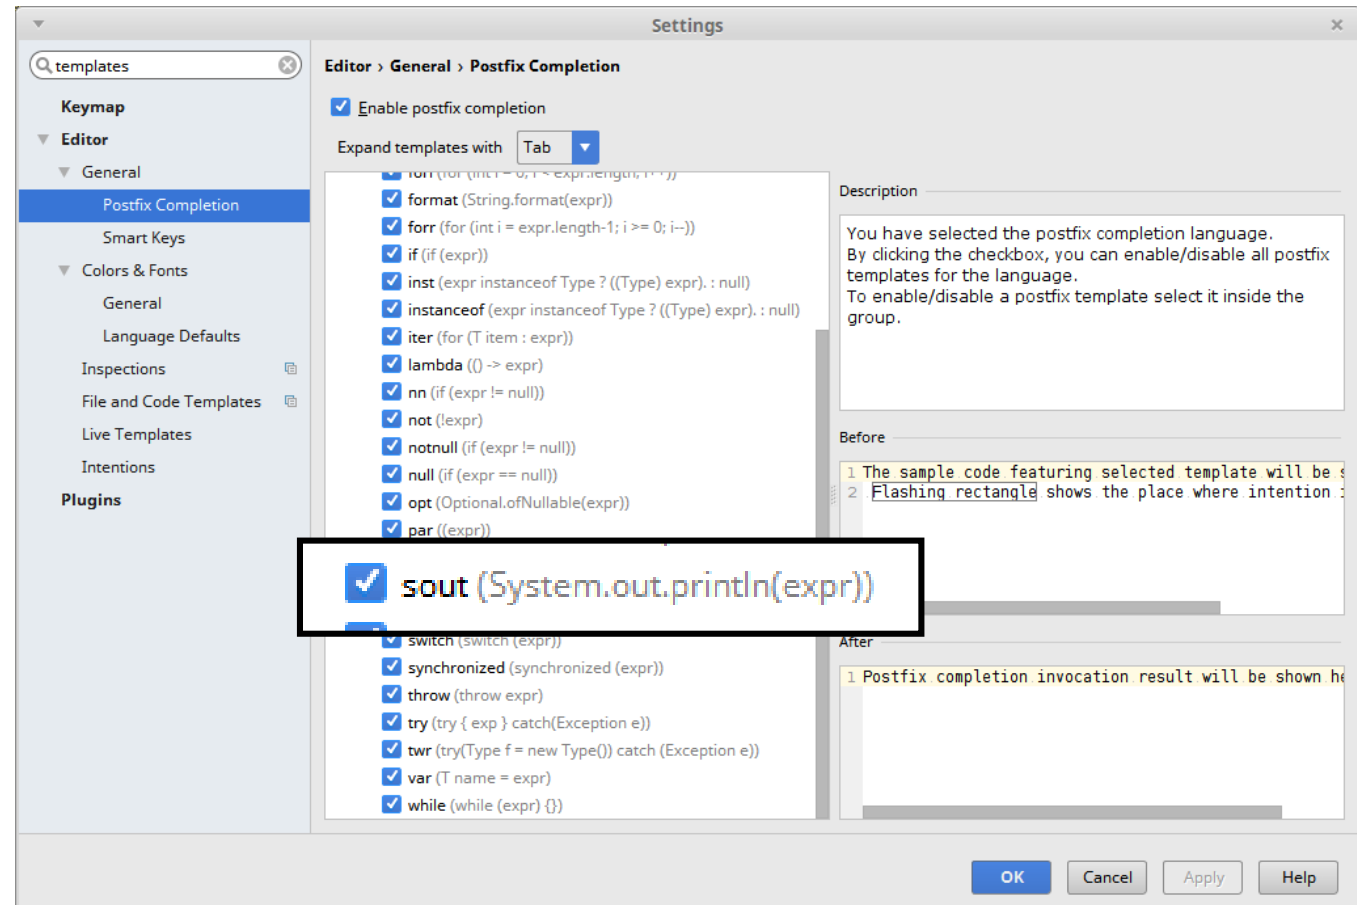 Settings
templates
Keymap
Editor
General
Postfix Completion
Smart Keys
Colors & Fonts
General
Language Defaults
Inspections
File and Code Templates
Live Templates
Intentions
Plugins
Editor › General › Postfix Completion
Enable postfix completion
Expand templates with Tab
fori (for (int i = 0; i < expr.length; i++))
format (String.format(expr))
forr (for (int i = expr.length-1; i >= 0; i--))
if (if (expr))
inst (expr instanceof Type ? ((Type) expr). : null)
instanceof (expr instanceof Type ? ((Type) expr). : null)
iter (for (T item : expr))
lambda (() -> expr)
nn (if (expr != null))
not (!expr)
notnull (if (expr != null))
null (if (expr == null))
opt (Optional.ofNullable(expr))
par ((expr))
sout (System.out.println(expr))
switch (switch (expr))
synchronized (synchronized (expr))
throw (throw expr)
try (try { exp } catch(Exception e))
twr (try(Type f = new Type()) catch (Exception e))
var (T name = expr)
while (while (expr) {})
Description
You have selected the postfix completion language.
By clicking the checkbox, you can enable/disable all postfix
templates for the language.
To enable/disable a postfix template select it inside the
group.
Before
1 The sample code featuring selected template will be s
2 Flashing rectangle shows the place where intention i
After
1 Postfix completion invocation result will be shown he
OK
Cancel
Apply
Help